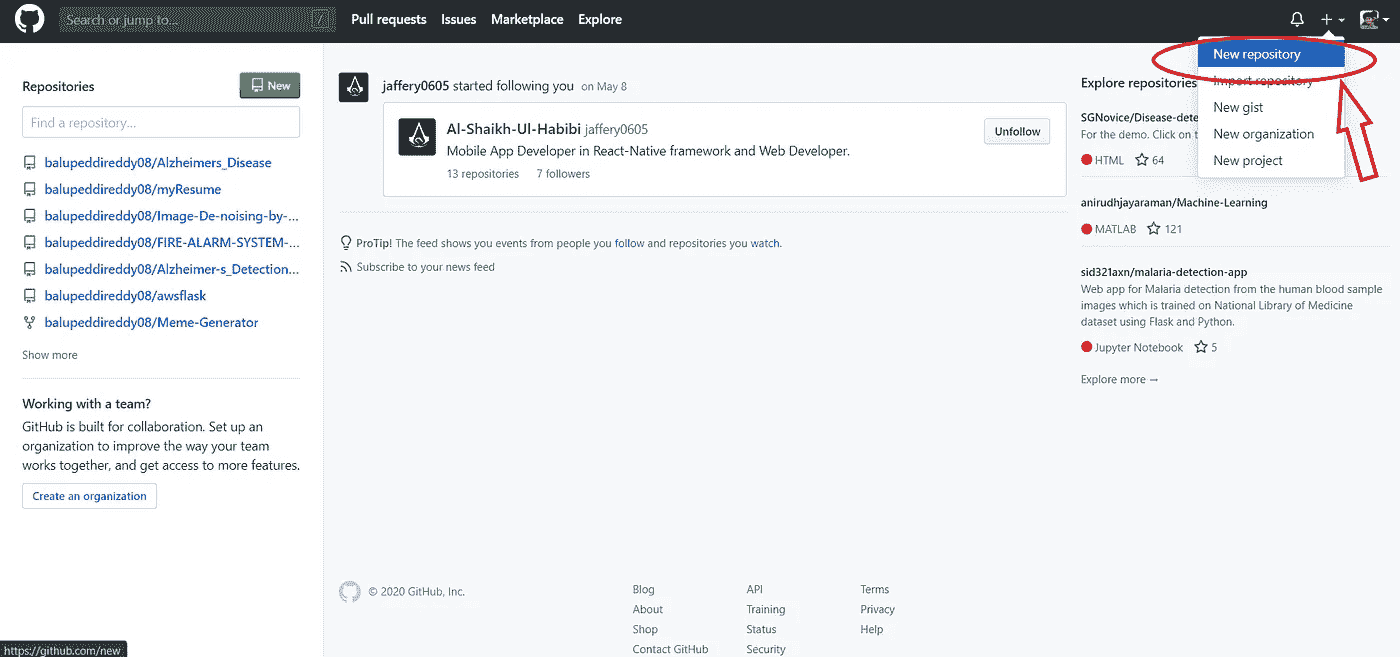 Search or jump to... /
Pull requests Issues Marketplace Explore
Repositories
New
Find a repository...
balupeddireddy08/Alzheimers_Disease
balupeddireddy08/myResume
balupeddireddy08/Image-De-noising-by-...
balupeddireddy08/FIRE-ALARM-SYSTEM-...
balupeddireddy08/Alzheimer-s_Detection...
balupeddireddy08/awsflask
balupeddireddy08/Meme-Generator
Show more
Working with a team?
GitHub is built for collaboration. Set up an
organization to improve the way your team
works together, and get access to more features.
Create an organization
jaffery0605 started following you on May 8
Al-Shaikh-Ul-Habibi jaffery0605
Unfollow
Mobile App Developer in React-Native framework and Web Developer.
13 repositories 7 followers
ProTip! The feed shows you events from people you follow and repositories you watch.
Subscribe to your news feed
New repository
Import repository
New gist
New organization
New project
Explore repositories
SGNovice/Disease-dete
For the demo. Click on t
HTML 64
anirudhjayaraman/Machine-Learning
MATLAB 121
sid321axn/malaria-detection-app
Web app for Malaria detection from the human blood sample
images which is trained on National Library of Medicine
dataset using Flask and Python.
Jupyter Notebook 5
Explore more →
© 2020 GitHub, Inc.
Blog
About
Shop
Contact GitHub
API
Training
Status
Security
Terms
Privacy
Help
https://github.com/new